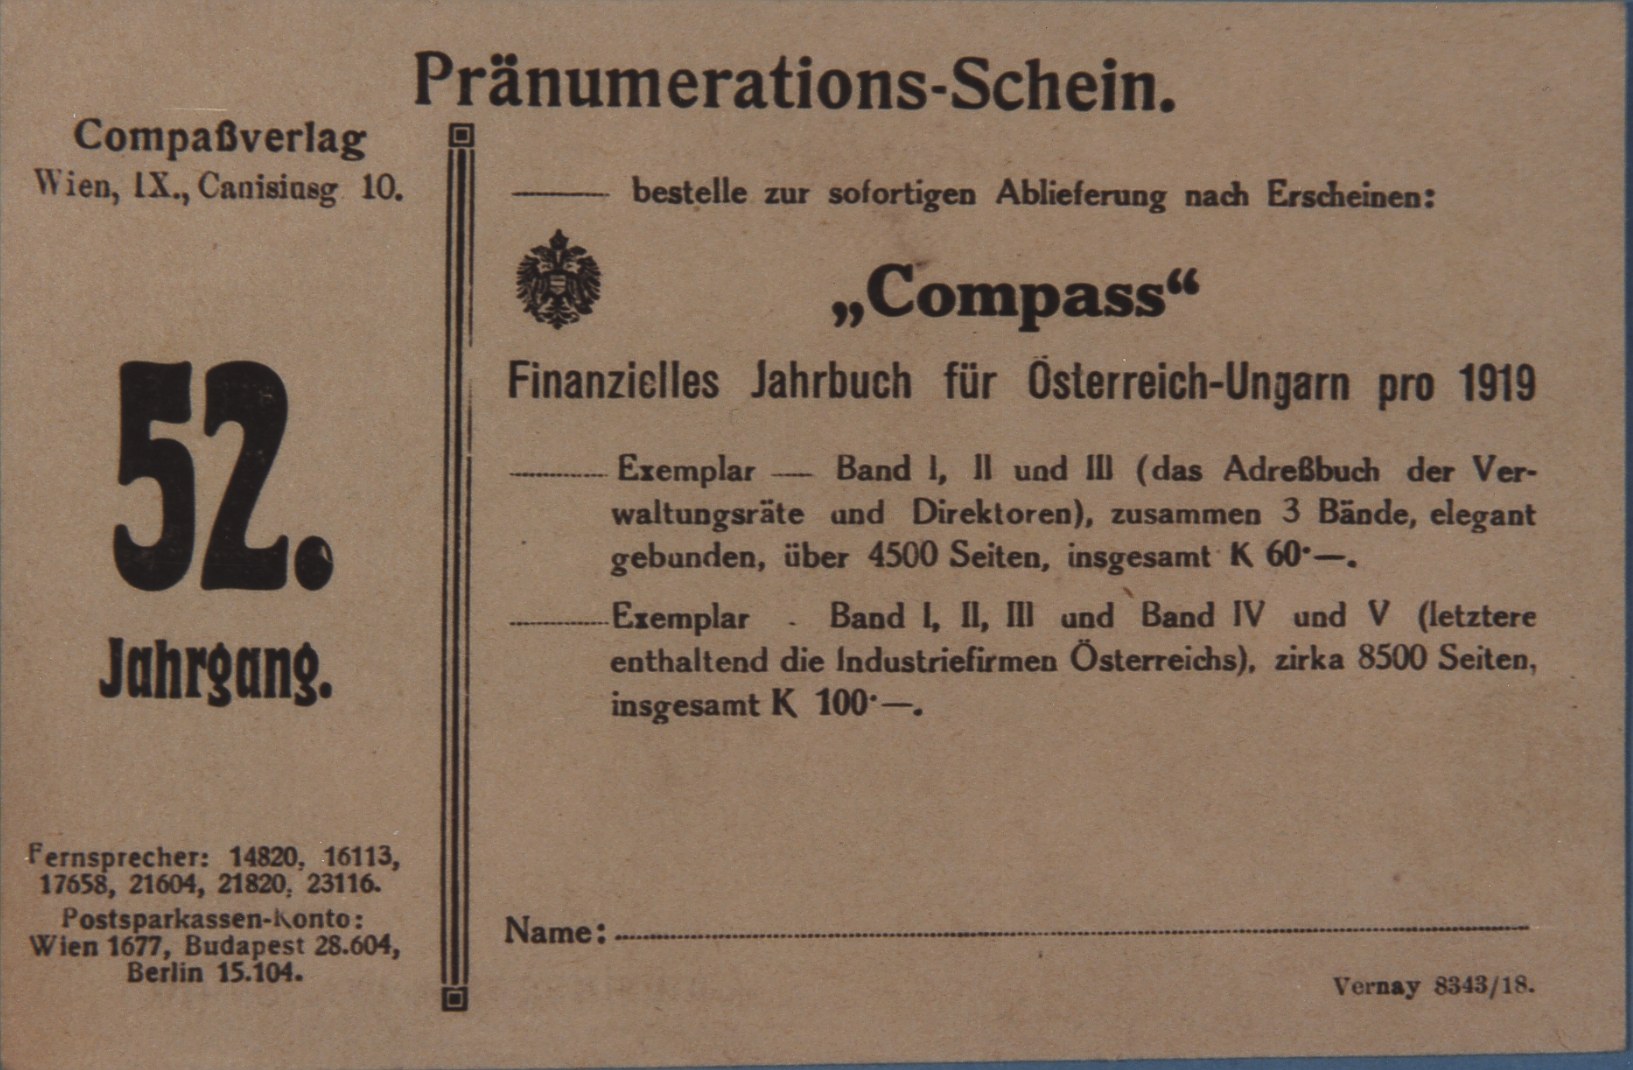 Pränumerations-Schein.
Compaßverlag
Wien, IX., Canisiusg 10.
52.
Jahrgang.
Fernsprecher: 14820, 16113,
17658, 21604, 21820, 23116.
Postsparkassen-Konto:
Wien 1677, Budapest 28.604,
Berlin 15.104.
bestelle zur sofortigen Ablieferung nach Erscheinen:
„Compass“
Finanzielles Jahrbuch für Österreich-Ungarn pro 1919
Exemplar — Band I, II und III (das Adreßbuch der Ver-
waltungsräte und Direktoren), zusammen 3 Bände, elegant
gebunden, über 4500 Seiten, insgesamt K 60·—.
Exemplar - Band I, II, III und Band IV und V (letztere
enthaltend die Industriefirmen Österreichs), zirka 8500 Seiten,
insgesamt K 100·—.
Name:
Vernay 8343/18.